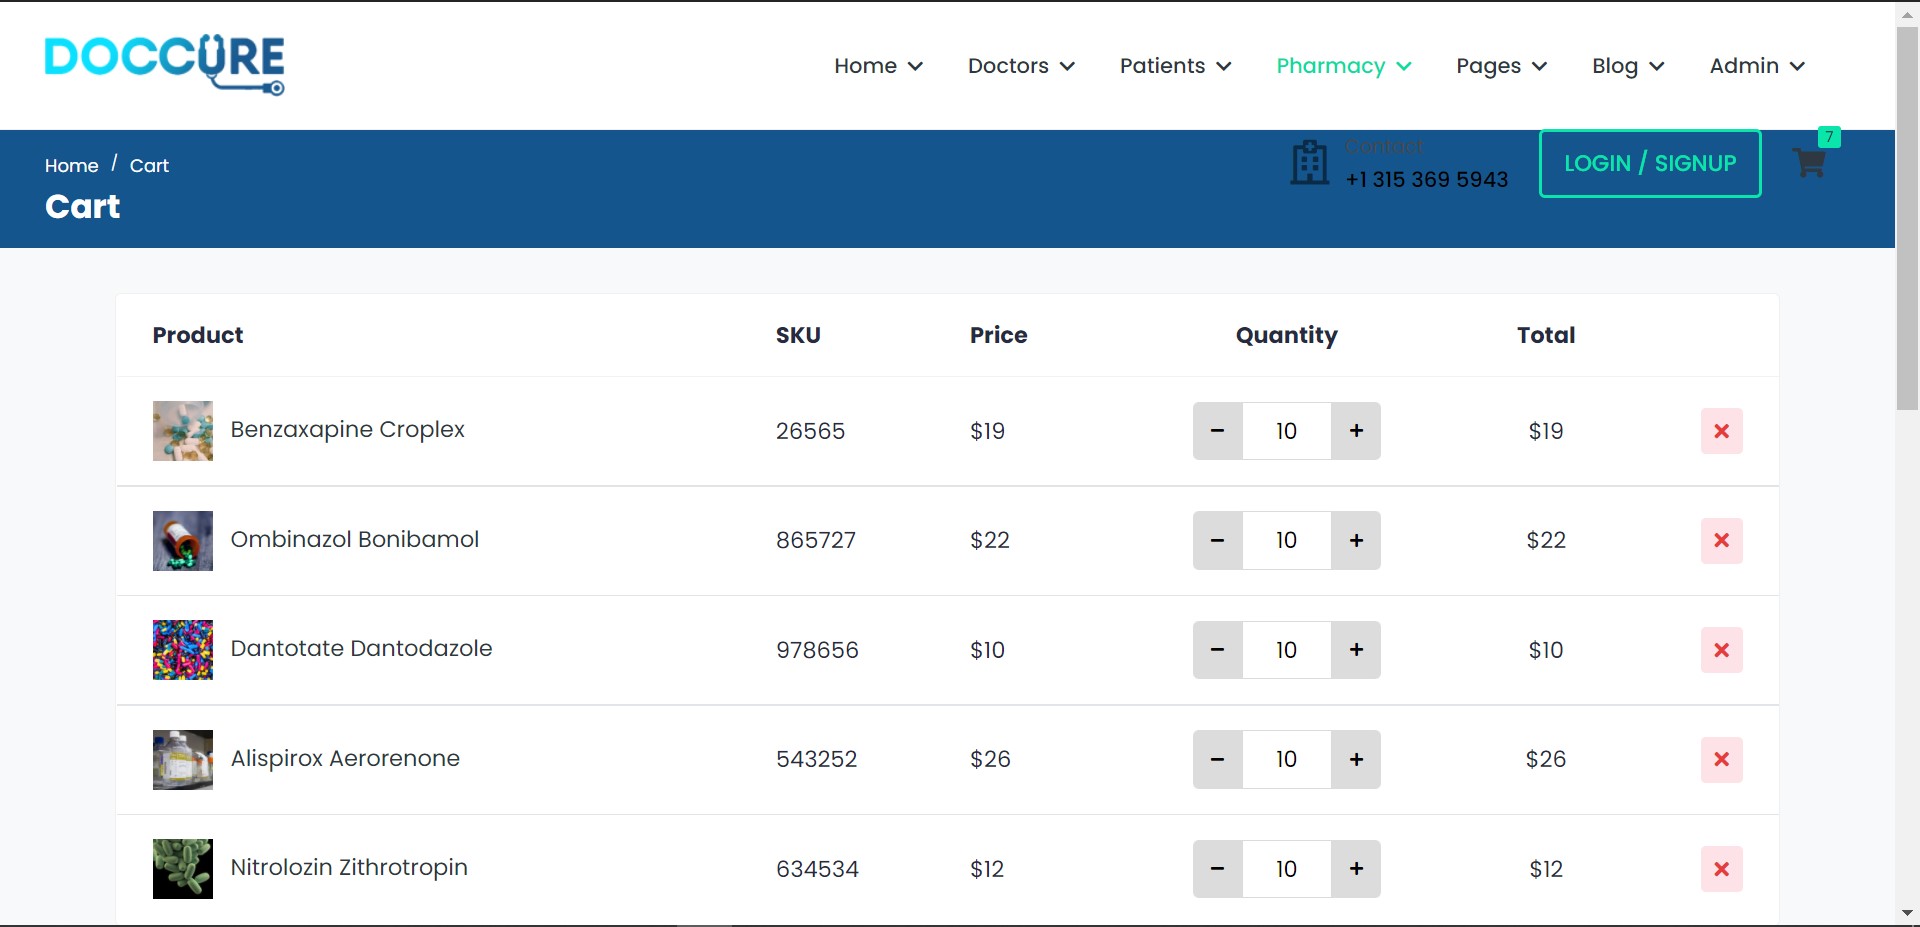 DOCCURE
Home Doctors Patients Pharmacy Pages Blog Admin
Home / Cart
Cart
Contact
+1 315 369 5943
LOGIN / SIGNUP
7
Product SKU Price Quantity Total
Benzaxapine Croplex 26565 $19 − 10 + $19
Ombinazol Bonibamol 865727 $22 − 10 + $22
Dantotate Dantodazole 978656 $10 − 10 + $10
Alispirox Aerorenone 543252 $26 − 10 + $26
Nitrolozin Zithrotropin 634534 $12 − 10 + $12